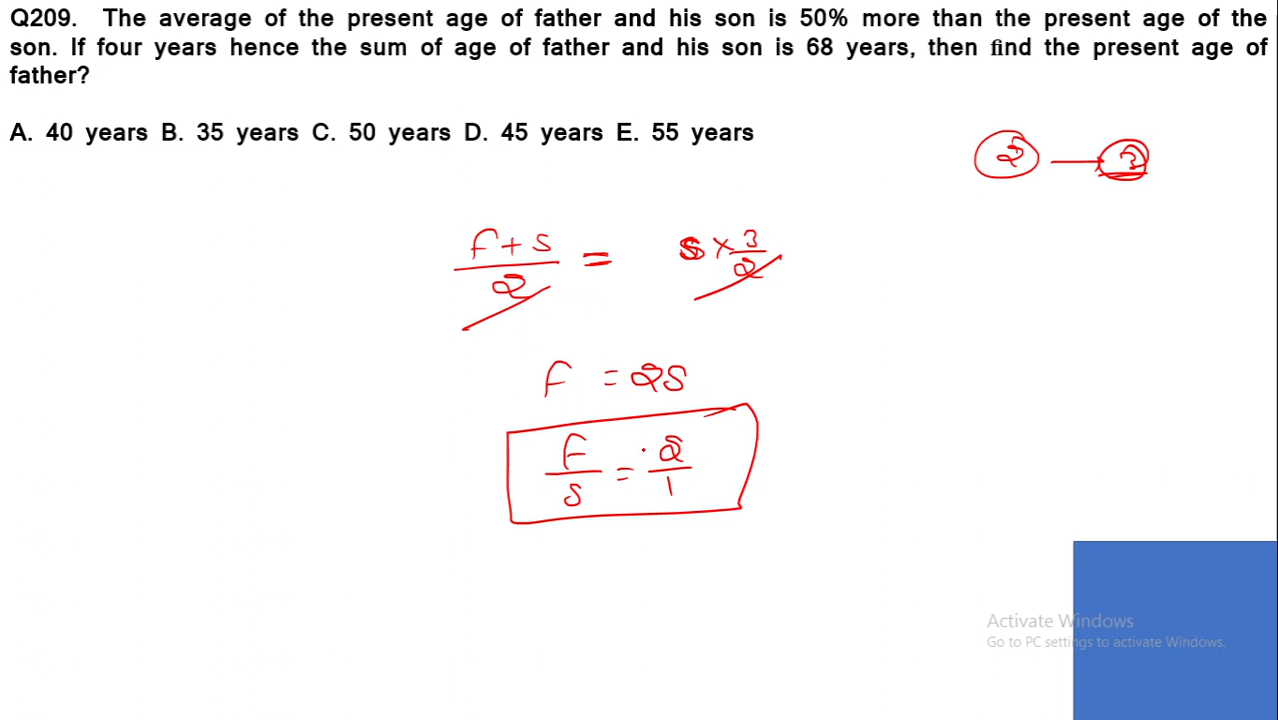 Q209. The average of the present age of father and his son is 50% more than the present age of the
son. If four years hence the sum of age of father and his son is 68 years, then find the present age of
father?
A. 40 years B. 35 years C. 50 years D. 45 years E. 55 years
2 — 3
F + S / 2 = S × 3 / 2
F = 2S
F / S = 2 / 1
Activate Windows
Go to PC settings to activate Windows.